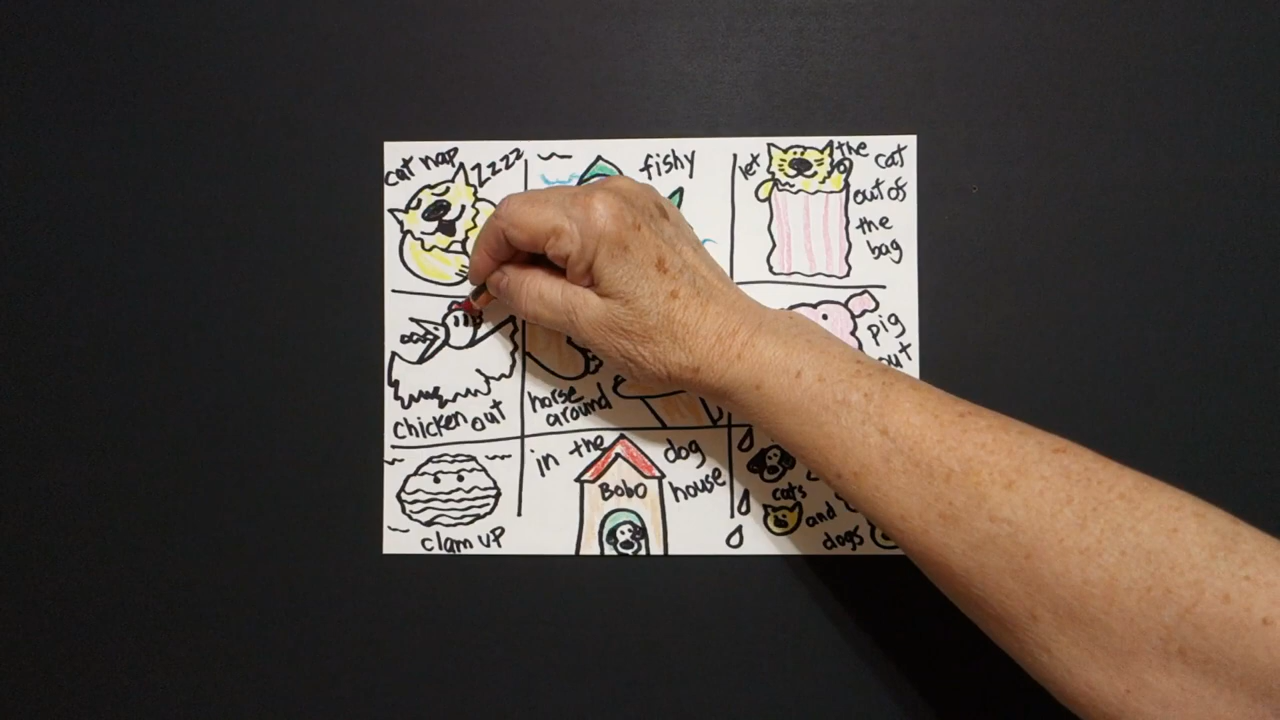 cat nap
zzzz
fishy
let the cat
out of
the
bag
chicken out
horse
around
pig
out
clam up
in the dog
house
Bobo
cats
and
dogs